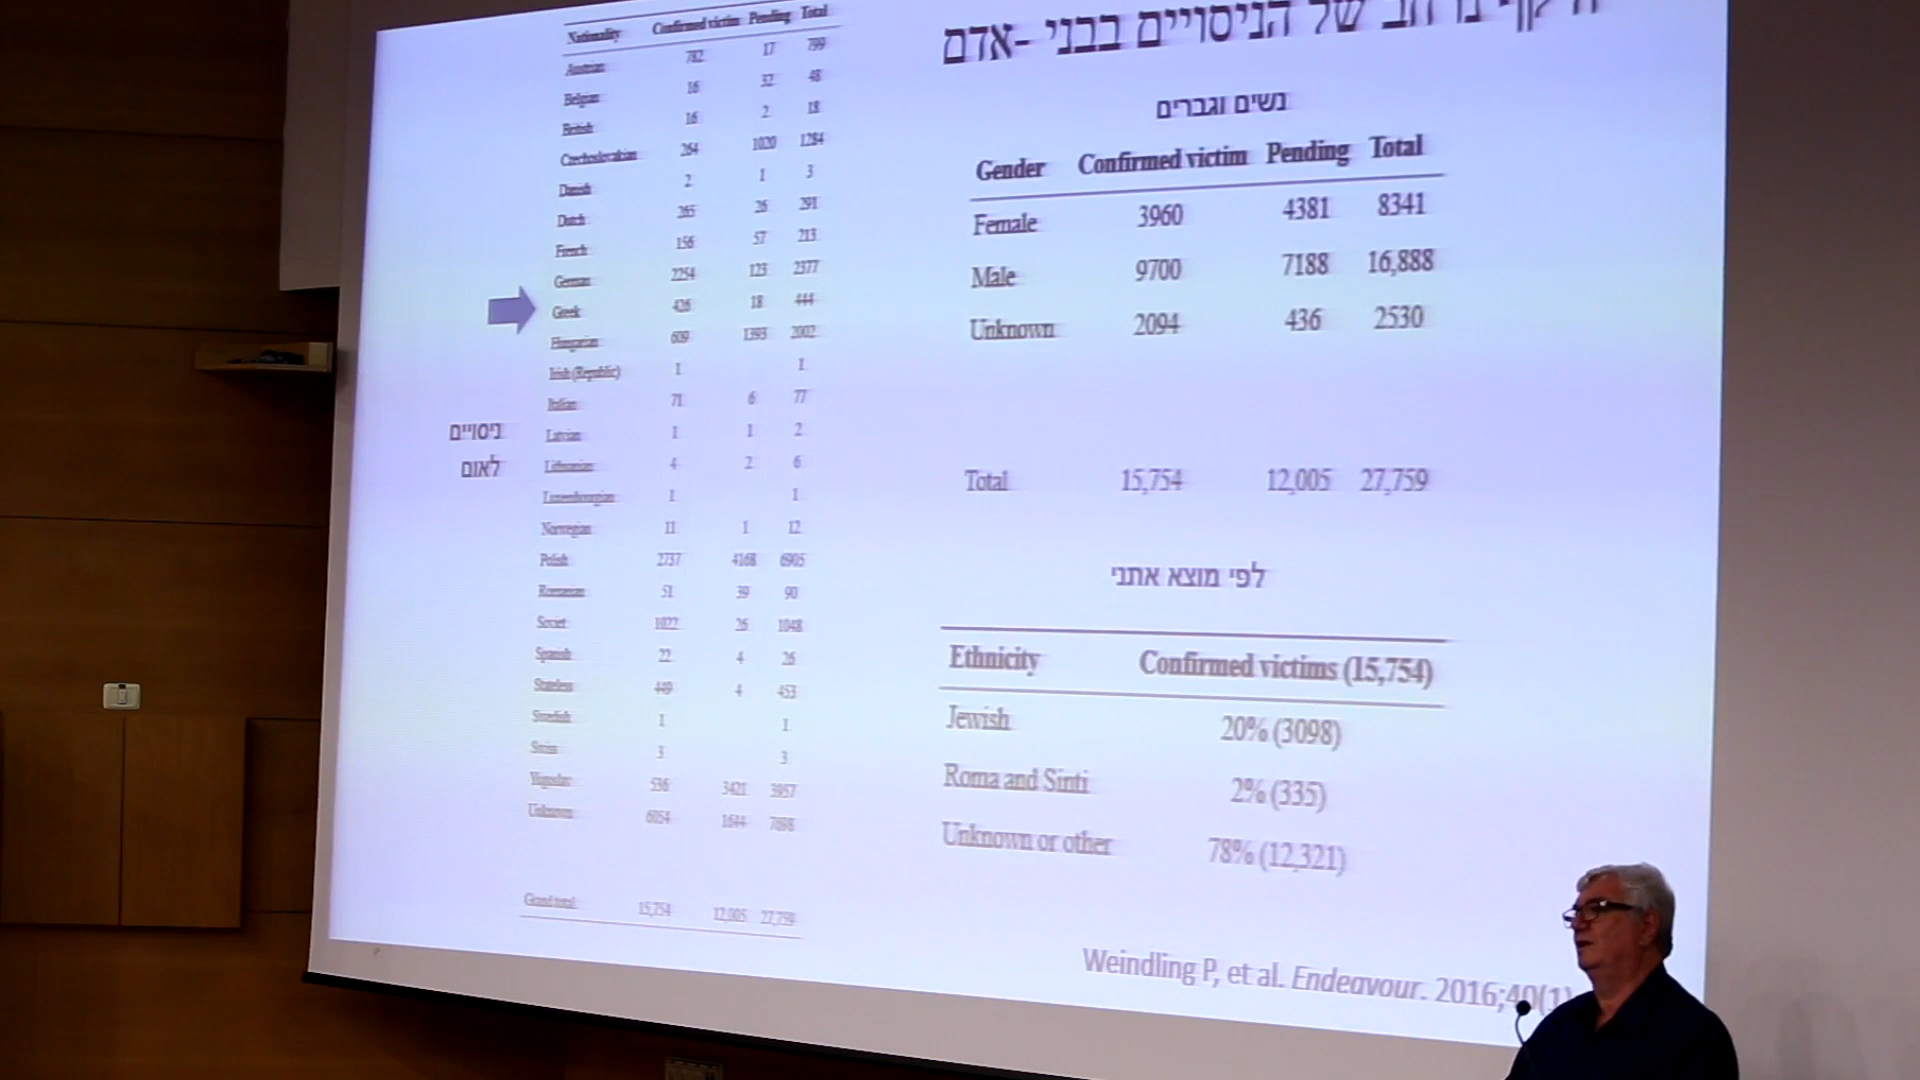 של הניסויים בבני -אדם
Nationality Confirmed victim Pending Total
Austrian 782 17 799
Belgian 16 32 48
British 16 2 18
Czechoslovakian 264 1020 1284
Danish 2 1 3
Dutch 265 26 291
French 156 57 213
German 2254 123 2377
Greek 426 18 444
Hungarian 609 1393 2002
Irish (Republic) 1 1
Italian 71 6 77
Latvian 1 1 2
Lithuanian 4 2 6
Luxembourgian 1 1
Norwegian 11 1 12
Polish 2737 4168 6905
Romanian 51 39 90
Soviet 1022 26 1048
Spanish 22 4 26
Stateless 449 4 453
Swedish 1 1
Swiss 3 3
Yugoslav 536 3421 3957
Unknown 6054 1644 7698
Grand total 15,754 12,005 27,759
ניסויים
לאום
נשים וגברים
Gender Confirmed victim Pending Total
Female 3960 4381 8341
Male 9700 7188 16,888
Unknown 2094 436 2530
Total 15,754 12,005 27,759
לפי מוצא אתני
Ethnicity Confirmed victims (15,754)
Jewish 20% (3098)
Roma and Sinti 2% (335)
Unknown or other 78% (12,321)
Weindling P, et al. Endeavour. 2016;40(1)